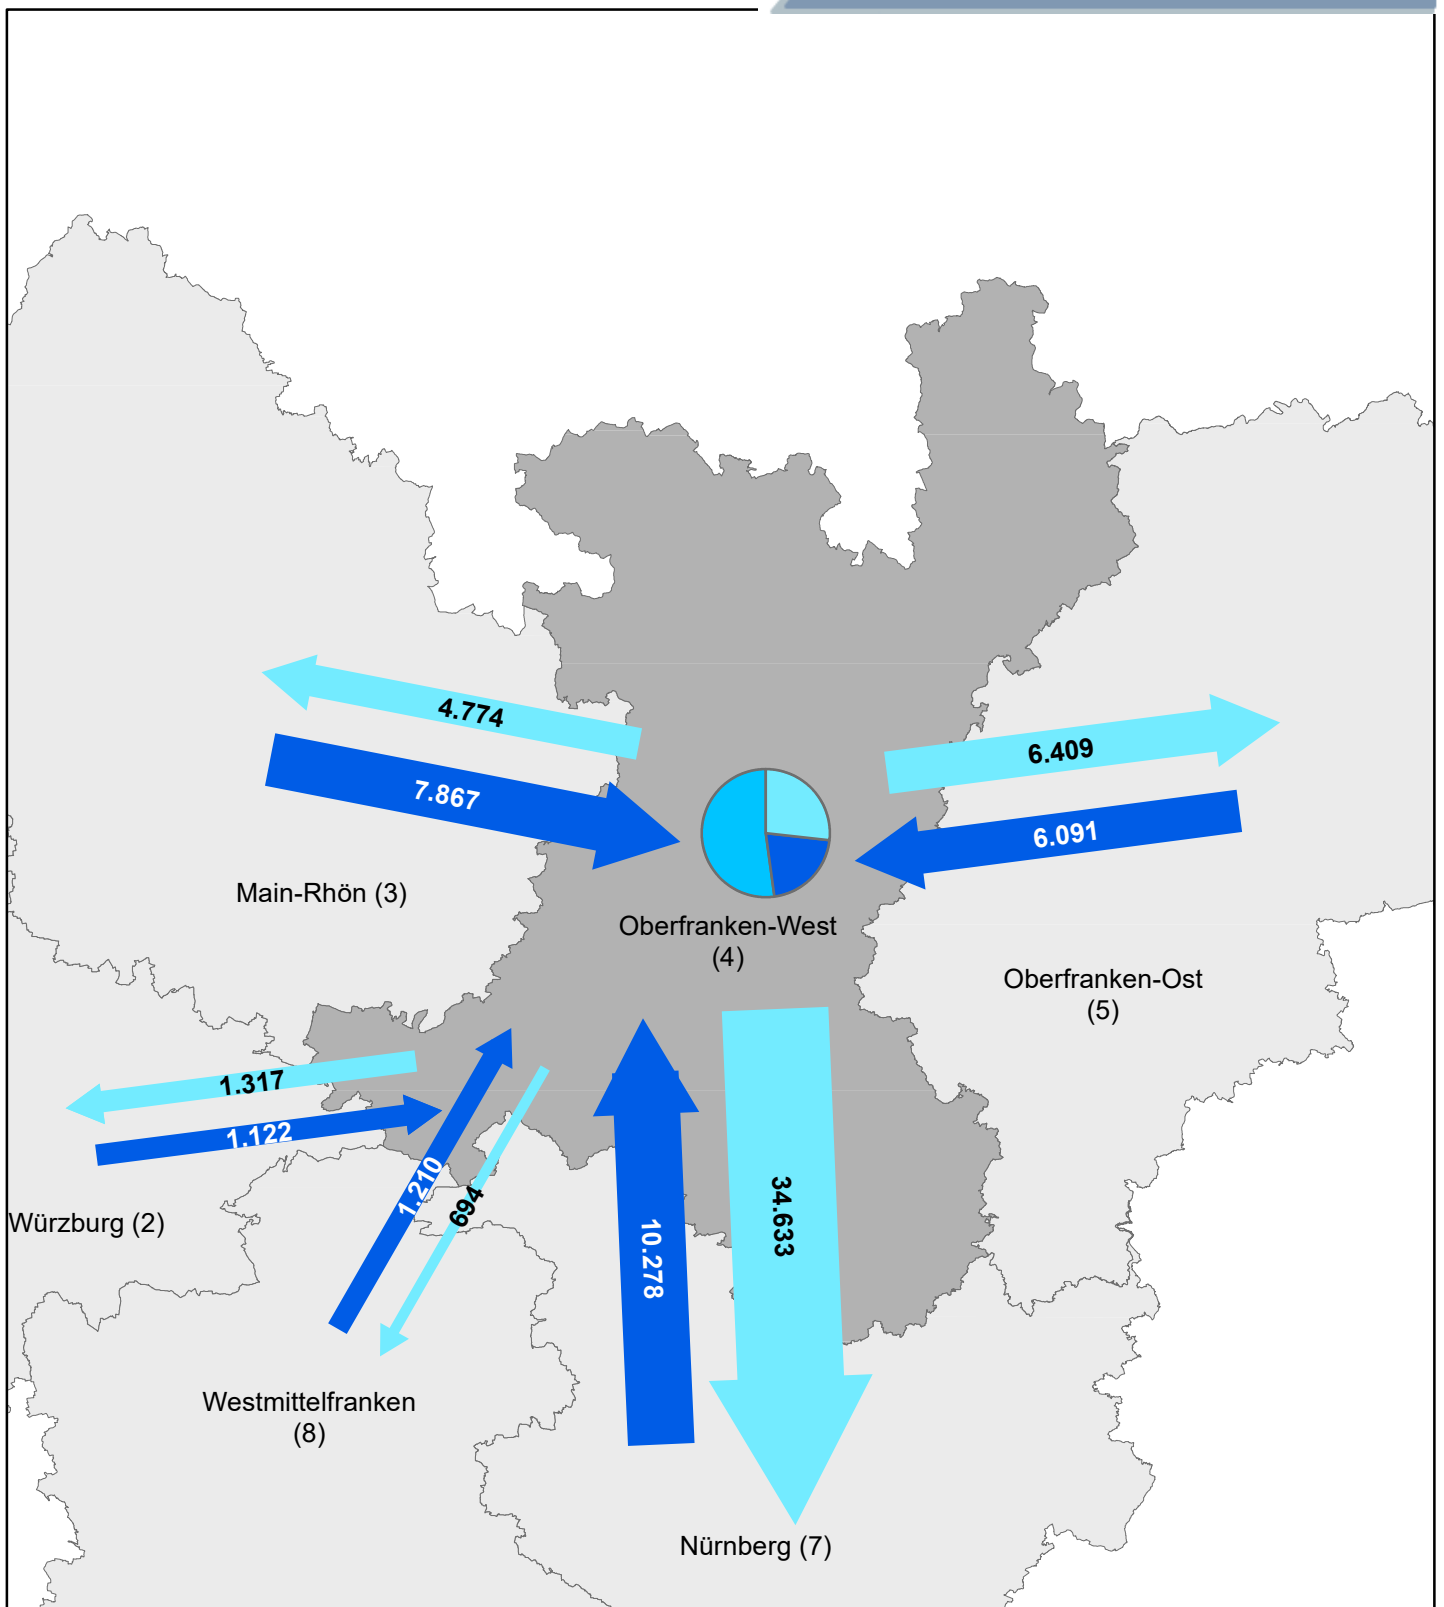 4.774
7.867
6.409
6.091
Main-Rhön (3)
Oberfranken-West
(4)
Oberfranken-Ost
(5)
1.317
1.122
1.210
694
Würzburg (2)
10.278
34.633
Westmittelfranken
(8)
Nürnberg (7)